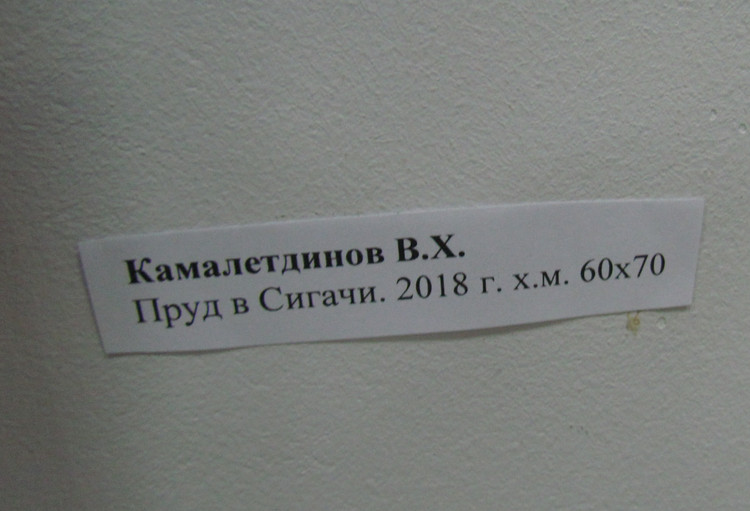 Камалетдинов В.Х.
Пруд в Сигачи. 2018 г. х.м. 60х70